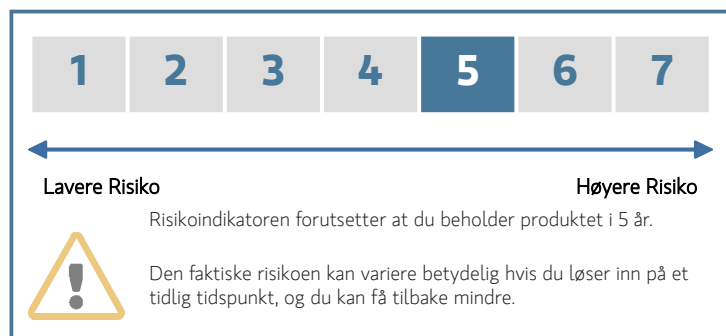 1 2 3 4 5 6 7
Lavere Risiko Høyere Risiko
Risikoindikatoren forutsetter at du beholder produktet i 5 år.
Den faktiske risikoen kan variere betydelig hvis du løser inn på et
tidlig tidspunkt, og du kan få tilbake mindre.